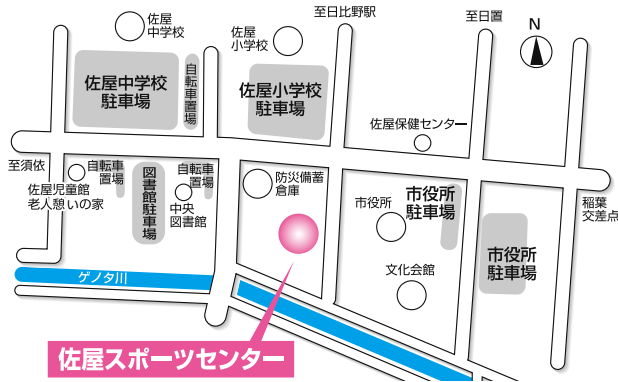 佐屋
中学校
佐屋
小学校
至日比野駅
至日置
N
佐屋中学校
駐車場
自転車置場
佐屋小学校
駐車場
佐屋保健センター
至須依
佐屋児童館
老人憩いの家
自転車
置場
図書館駐車場
自転車
置場
中央
図書館
防災備蓄
倉庫
市役所
市役所
駐車場
稲葉
交差点
市役所
駐車場
文化会館
ゲノタ川
佐屋スポーツセンター